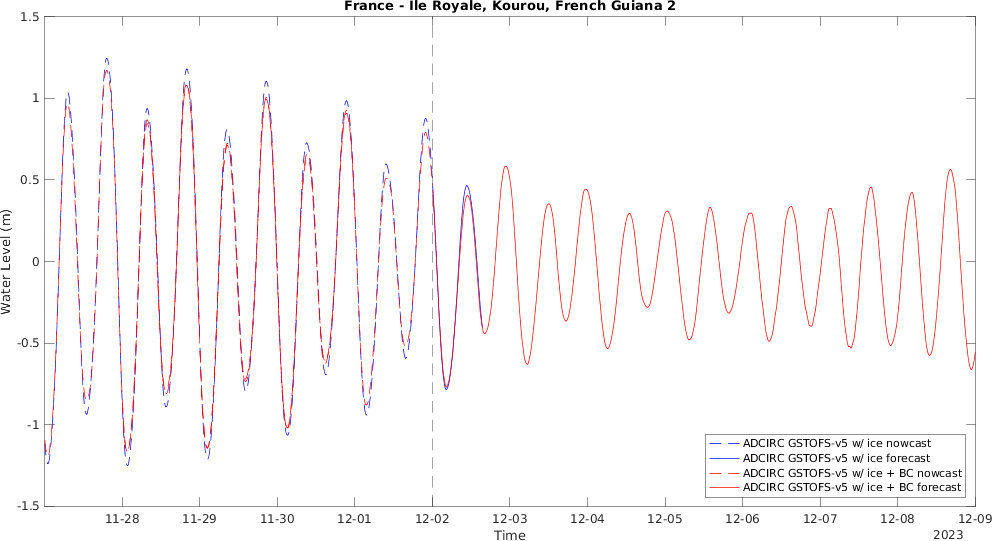 France - Ile Royale, Kourou, French Guiana 2
1.5
1
0.5
0
-0.5
-1
-1.5
Water Level (m)
ADCIRC GSTOFS-v5 w/ ice nowcast
ADCIRC GSTOFS-v5 w/ ice forecast
ADCIRC GSTOFS-v5 w/ ice + BC nowcast
ADCIRC GSTOFS-v5 w/ ice + BC forecast
11-28 11-29 11-30 12-01 12-02 12-03 12-04 12-05 12-06 12-07 12-08 12-09
Time
2023